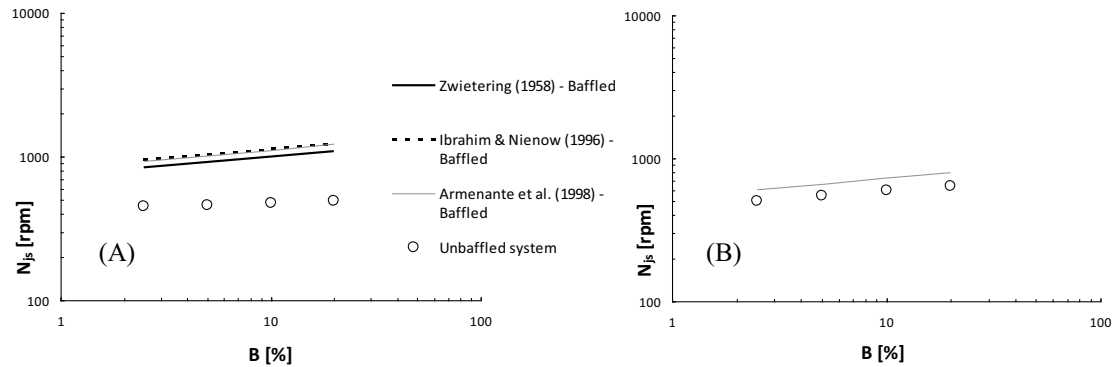 10000
1000
100
1
10
100
N_js [rpm]
B [%]
(A)
Zwietering (1958) - Baffled
Ibrahim & Nienow (1996) -
Baffled
Armenante et al. (1998) -
Baffled
Unbaffled system
10000
1000
100
1
10
100
N_js [rpm]
B [%]
(B)